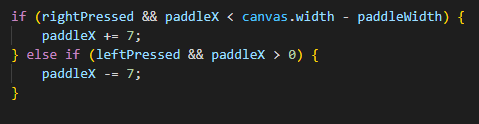 if (rightPressed && paddleX < canvas.width - paddleWidth) {
    paddleX += 7;
} else if (leftPressed && paddleX > 0) {
    paddleX -= 7;
}